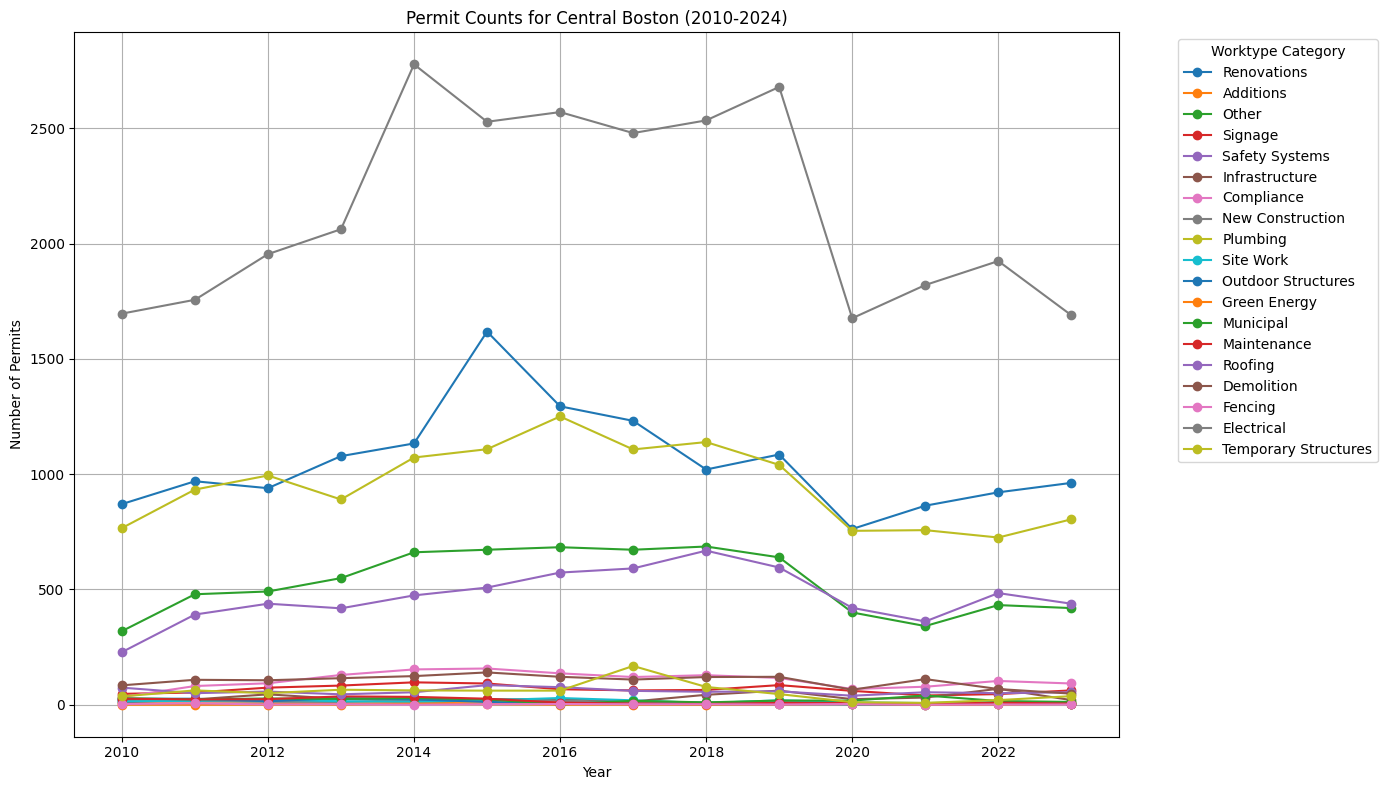 Permit Counts for Central Boston (2010-2024)
Number of Permits
2500
2000
1500
1000
500
0
2010
2012
2014
2016
2018
2020
2022
Year
Worktype Category
Renovations
Additions
Other
Signage
Safety Systems
Infrastructure
Compliance
New Construction
Plumbing
Site Work
Outdoor Structures
Green Energy
Municipal
Maintenance
Roofing
Demolition
Fencing
Electrical
Temporary Structures